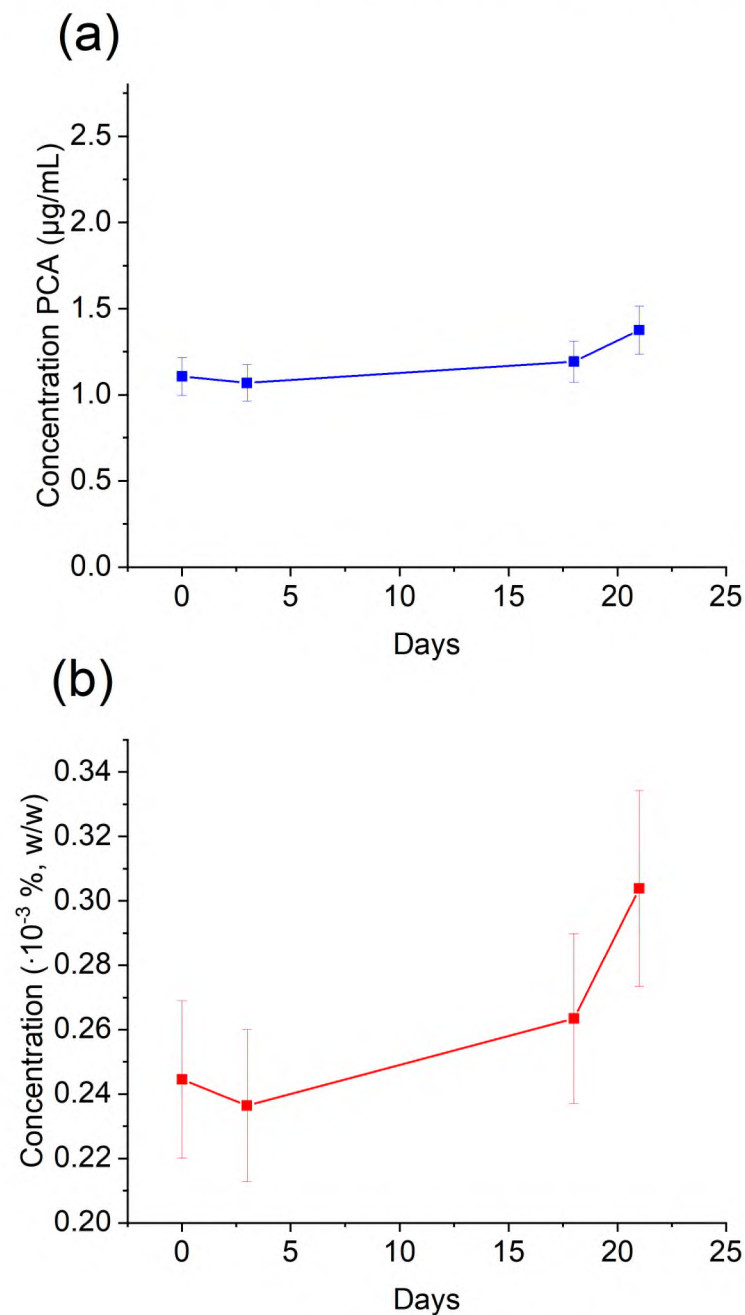 (a)
Concentration PCA (µg/mL)
2.5
2.0
1.5
1.0
0.5
0.0
0 5 10 15 20 25
Days
(b)
Concentration (·10⁻³ %, w/w)
0.34
0.32
0.30
0.28
0.26
0.24
0.22
0.20
0 5 10 15 20 25
Days